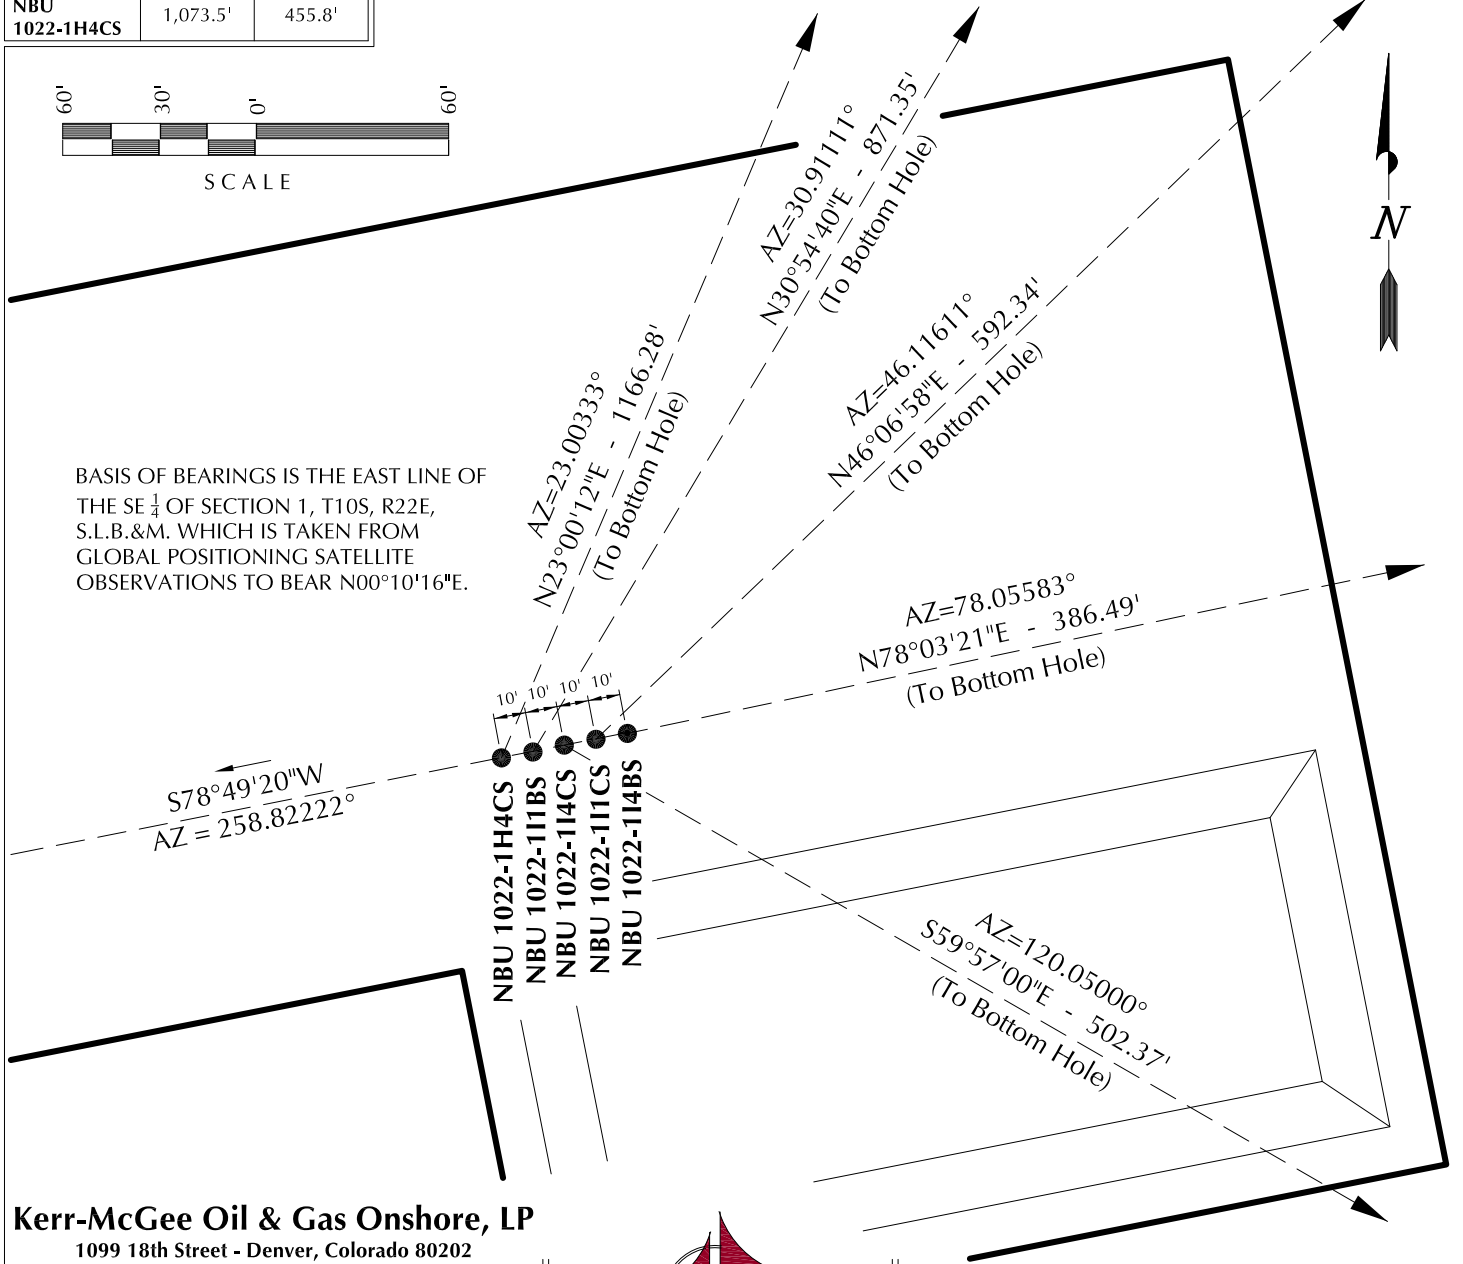 NBU
1022-1H4CS
1,073.5'
455.8'
60'
30'
0'
60'
SCALE
N
AZ=30.91111°
N30°54'40"E - 871.35'
(To Bottom Hole)
AZ=46.11611°
N46°06'58"E - 592.34'
(To Bottom Hole)
AZ=23.00333°
N23°00'12"E - 1166.28'
(To Bottom Hole)
BASIS OF BEARINGS IS THE EAST LINE OF
THE SE 1/4 OF SECTION 1, T10S, R22E,
S.L.B.&M. WHICH IS TAKEN FROM
GLOBAL POSITIONING SATELLITE
OBSERVATIONS TO BEAR N00°10'16"E.
AZ=78.05583°
N78°03'21"E - 386.49'
(To Bottom Hole)
10'
10'
10'
10'
S78°49'20"W
AZ = 258.82222°
NBU 1022-1H4CS
NBU 1022-1I1BS
NBU 1022-1I4CS
NBU 1022-1I1CS
NBU 1022-1I4BS
AZ=120.05000°
S59°57'00"E - 502.37'
(To Bottom Hole)
Kerr-McGee Oil & Gas Onshore, LP
1099 18th Street - Denver, Colorado 80202